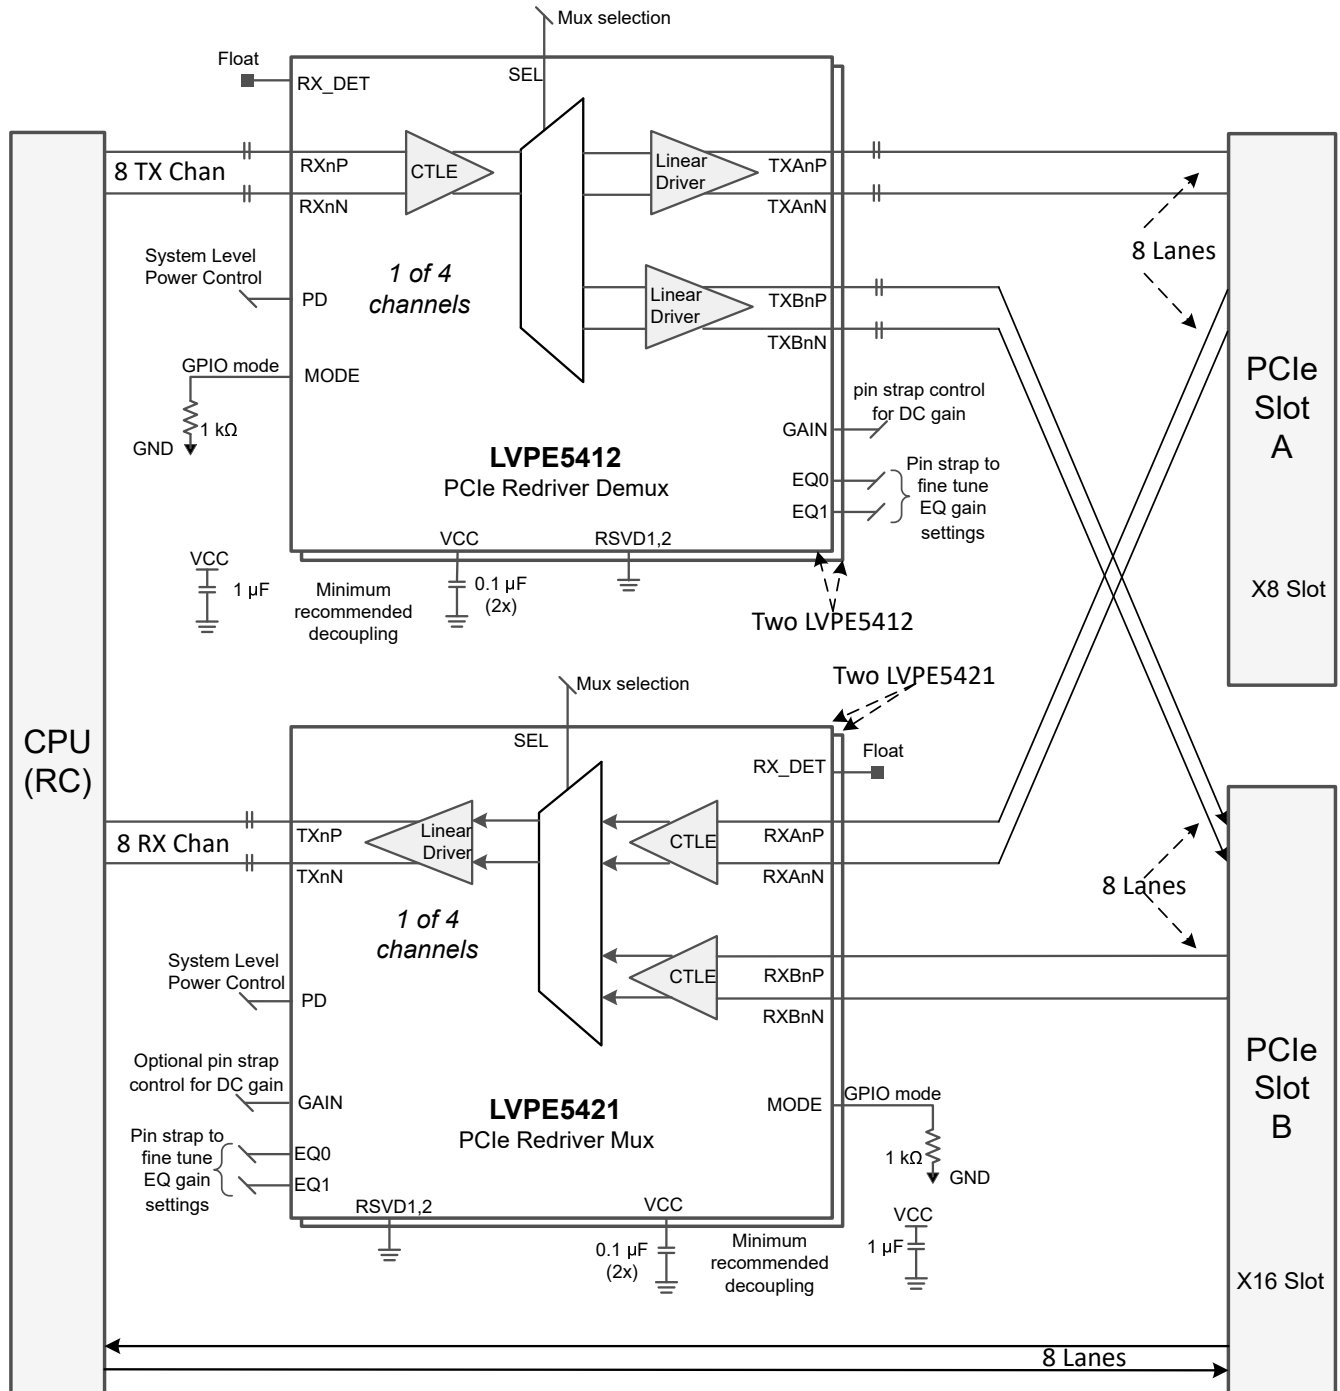 Mux selection
Float
SEL
RX_DET
8 TX Chan
RXnP
RXnN
CTLE
Linear
Driver
TXAnP
TXAnN
8 Lanes
System Level
Power Control
PD
1 of 4
channels
Linear
Driver
TXBnP
TXBnN
GPIO mode
MODE
1 kΩ
GND
pin strap control
for DC gain
GAIN
LVPE5412
PCIe Redriver Demux
EQ0
EQ1
Pin strap to
fine tune
EQ gain
settings
PCIe
Slot
A
X8 Slot
VCC
RSVD1,2
VCC
1 µF
Minimum
recommended
decoupling
0.1 µF
(2x)
Two LVPE5412
Two LVPE5421
CPU
(RC)
Mux selection
SEL
Float
RX_DET
8 RX Chan
TXnP
TXnN
Linear
Driver
CTLE
RXAnP
RXAnN
8 Lanes
1 of 4
channels
System Level
Power Control
PD
CTLE
RXBnP
RXBnN
Optional pin strap
control for DC gain
GAIN
LVPE5421
PCIe Redriver Mux
MODE
GPIO mode
1 kΩ
GND
Pin strap to
fine tune
EQ gain
settings
EQ0
EQ1
RSVD1,2
VCC
0.1 µF
(2x)
Minimum
recommended
decoupling
VCC
1 µF
PCIe
Slot
B
X16 Slot
8 Lanes